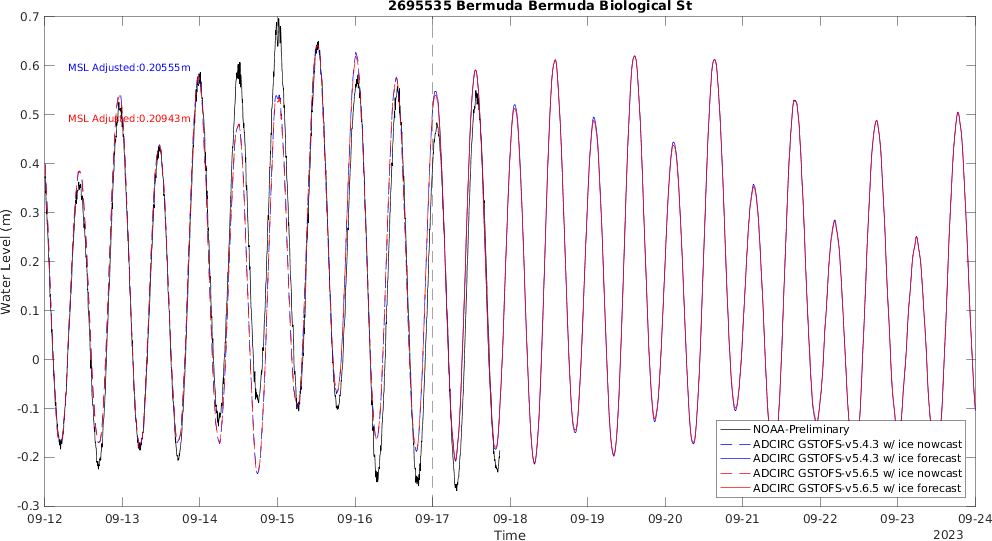 2695535 Bermuda Bermuda Biological St
0.7
0.6
0.5
0.4
0.3
0.2
0.1
0
-0.1
-0.2
-0.3
Water Level (m)
MSL Adjusted:0.20555m
MSL Adjusted:0.20943m
NOAA-Preliminary
ADCIRC GSTOFS-v5.4.3 w/ ice nowcast
ADCIRC GSTOFS-v5.4.3 w/ ice forecast
ADCIRC GSTOFS-v5.6.5 w/ ice nowcast
ADCIRC GSTOFS-v5.6.5 w/ ice forecast
09-12 09-13 09-14 09-15 09-16 09-17 09-18 09-19 09-20 09-21 09-22 09-23 09-24
Time
2023